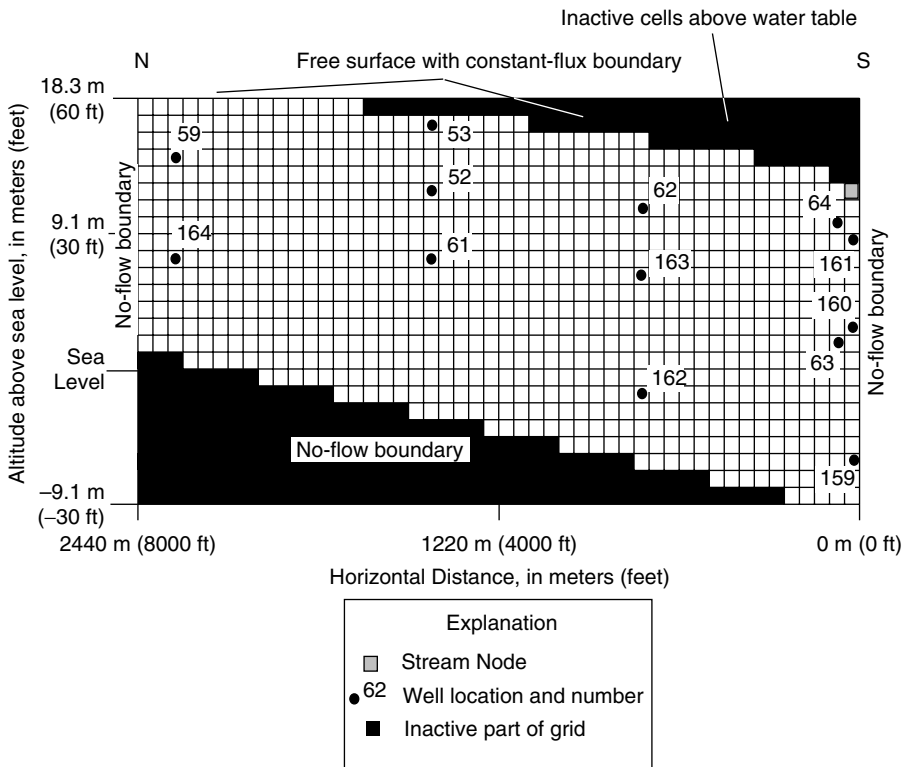 Inactive cells above water table
N
Free surface with constant-flux boundary
S
18.3 m
(60 ft)
59
53
52
62
64
9.1 m
(30 ft)
164
61
163
161
160
63
162
159
No-flow boundary
No-flow boundary
No-flow boundary
Sea
Level
–9.1 m
(–30 ft)
Altitude above sea level, in meters (feet)
2440 m (8000 ft)
1220 m (4000 ft)
0 m (0 ft)
Horizontal Distance, in meters (feet)
Explanation
Stream Node
62 Well location and number
Inactive part of grid